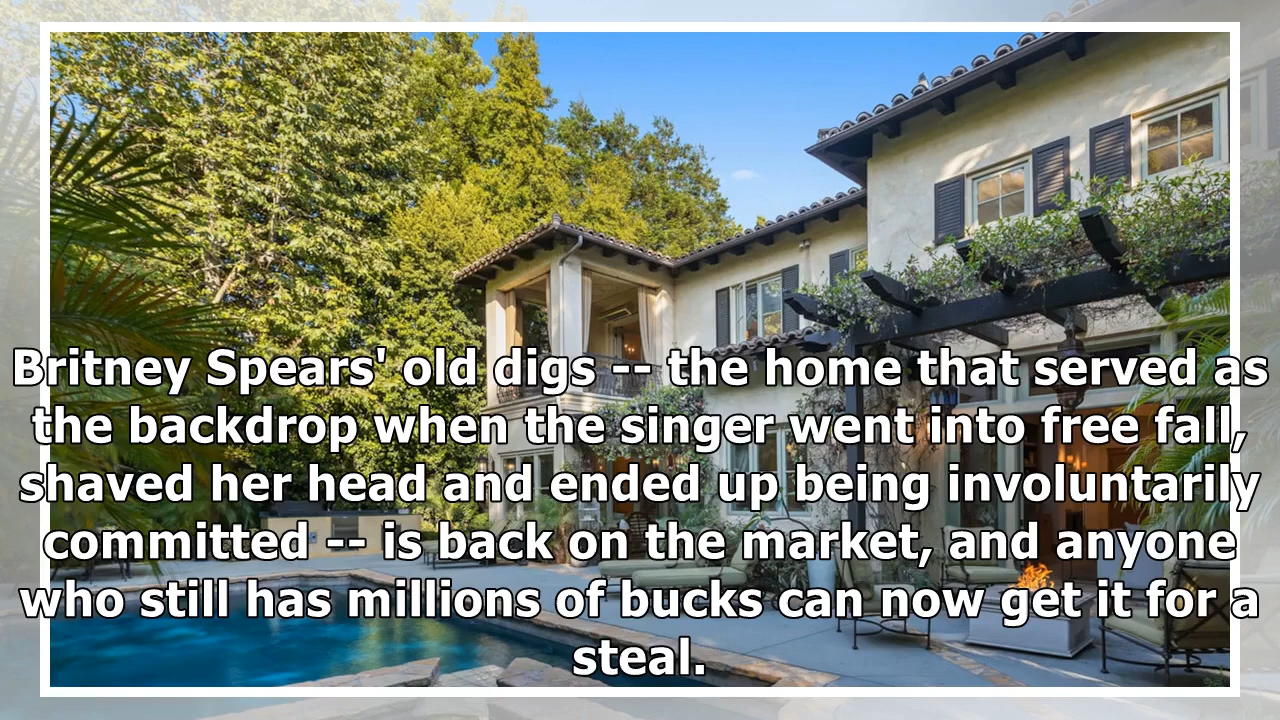 Britney Spears' old digs -- the home that served as
the backdrop when the singer went into free fall,
shaved her head and ended up being involuntarily
committed -- is back on the market, and anyone
who still has millions of bucks can now get it for a
steal.